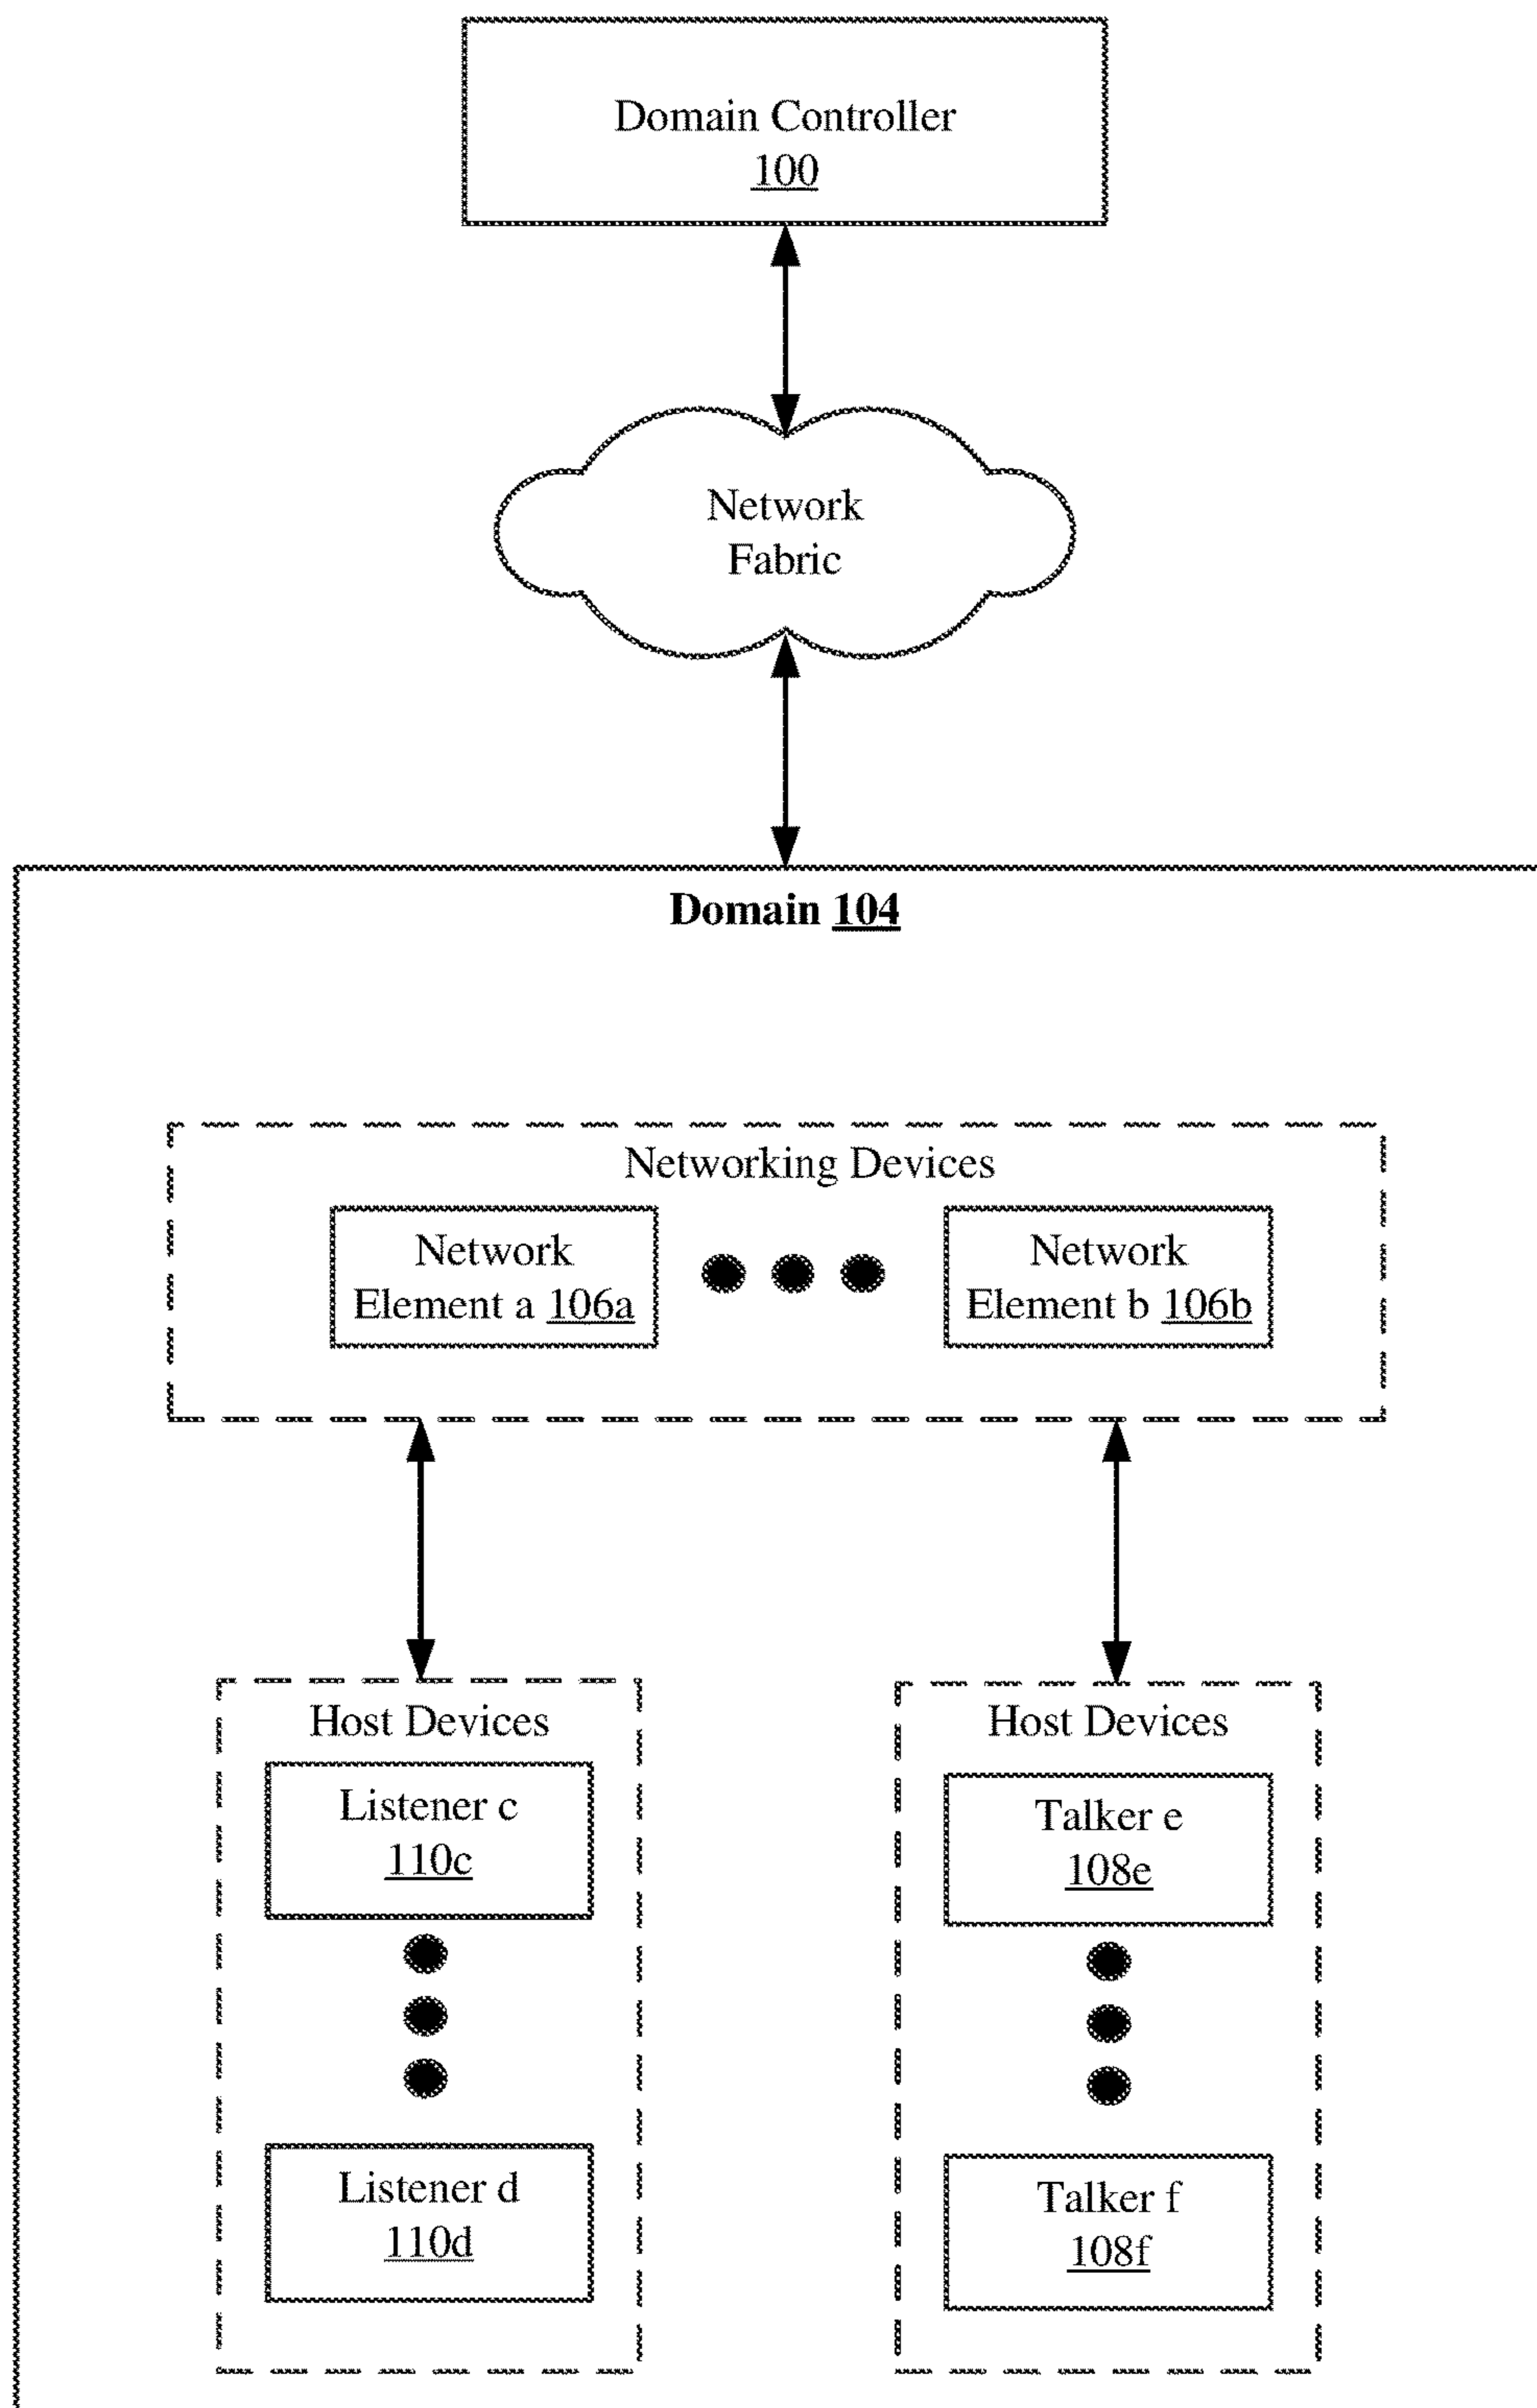 Domain Controller
100
Network
Fabric
Domain 104
Networking Devices
Network
Element a 106a
Network
Element b 106b
Host Devices
Listener c
110c
Listener d
110d
Host Devices
Talker e
108e
Talker f
108f